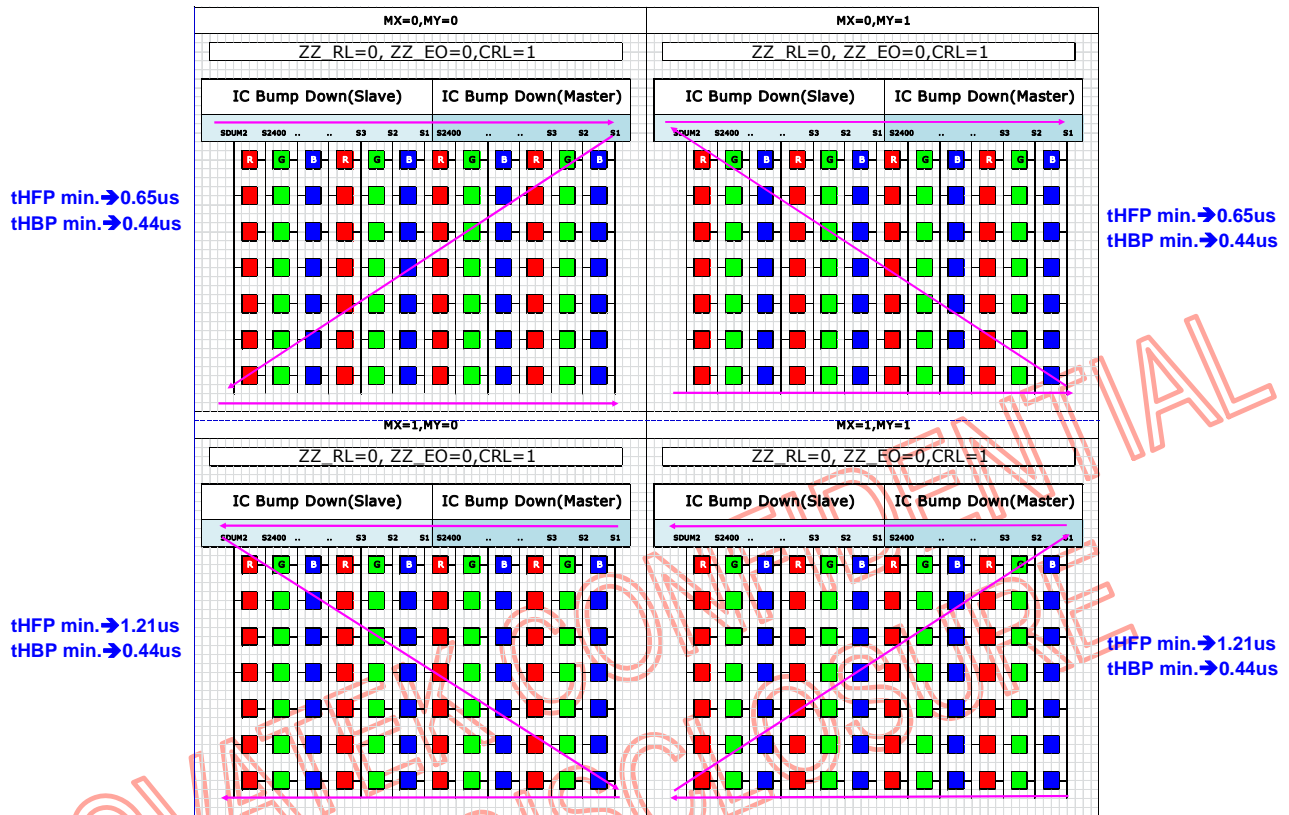 MX=0,MY=0
MX=0,MY=1
ZZ_RL=0, ZZ_EO=0,CRL=1
ZZ_RL=0, ZZ_EO=0,CRL=1
IC Bump Down(Slave) IC Bump Down(Master)
IC Bump Down(Slave) IC Bump Down(Master)
SDUM2 S2400 .. .. S3 S2 S1 S2400 .. .. S3 S2 S1
SDUM2 S2400 .. .. S3 S2 S1 S2400 .. .. S3 S2 S1
R G B R G B R G B R G B
R G B R G B R G B R G B
tHFP min.➔0.65us
tHBP min.➔0.44us
tHFP min.➔0.65us
tHBP min.➔0.44us
MX=1,MY=0
MX=1,MY=1
ZZ_RL=0, ZZ_EO=0,CRL=1
ZZ_RL=0, ZZ_EO=0,CRL=1
IC Bump Down(Slave) IC Bump Down(Master)
IC Bump Down(Slave) IC Bump Down(Master)
SDUM2 S2400 .. .. S3 S2 S1 S2400 .. .. S3 S2 S1
SDUM2 S2400 .. .. S3 S2 S1 S2400 .. .. S3 S2 S1
R G B R G B R G B R G B
R G B R G B R G B R G B
tHFP min.➔1.21us
tHBP min.➔0.44us
tHFP min.➔1.21us
tHBP min.➔0.44us
OVATEK CONFIDENTIAL
DISCLOSURE